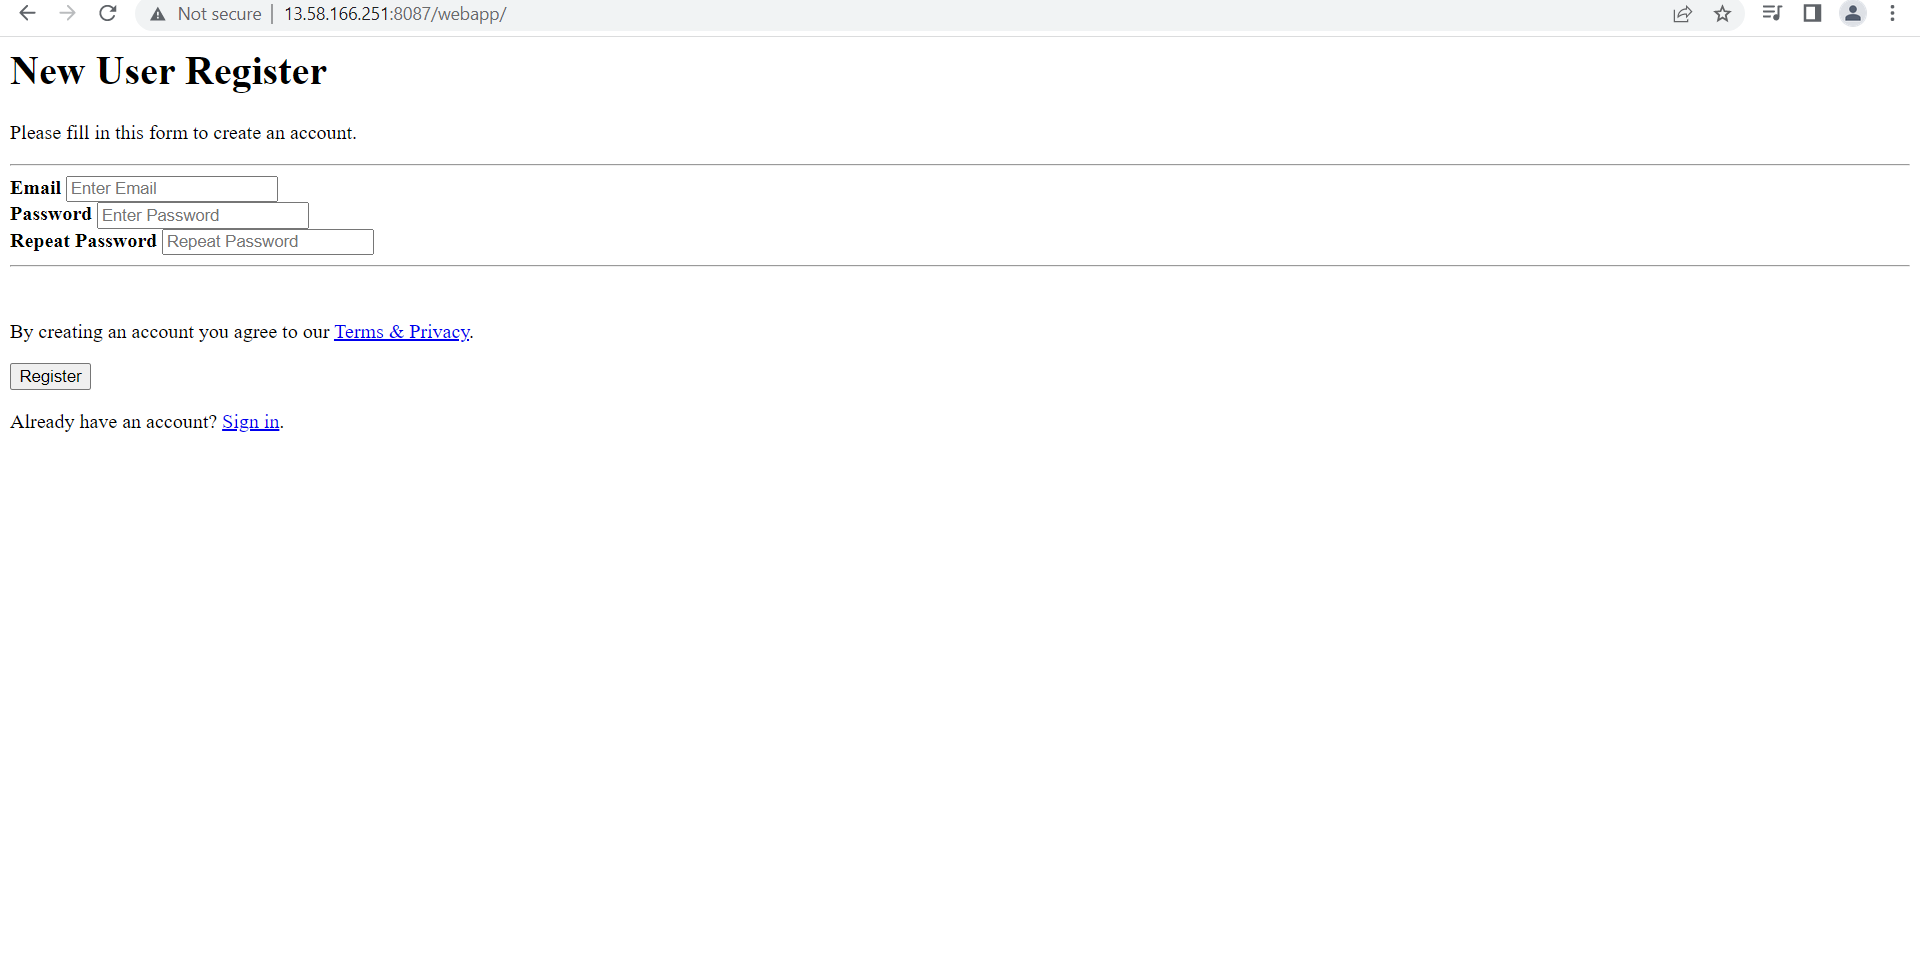 Not secure | 13.58.166.251:8087/webapp/
New User Register
Please fill in this form to create an account.
Email Enter Email
Password Enter Password
Repeat Password Repeat Password
By creating an account you agree to our Terms & Privacy.
Register
Already have an account? Sign in.